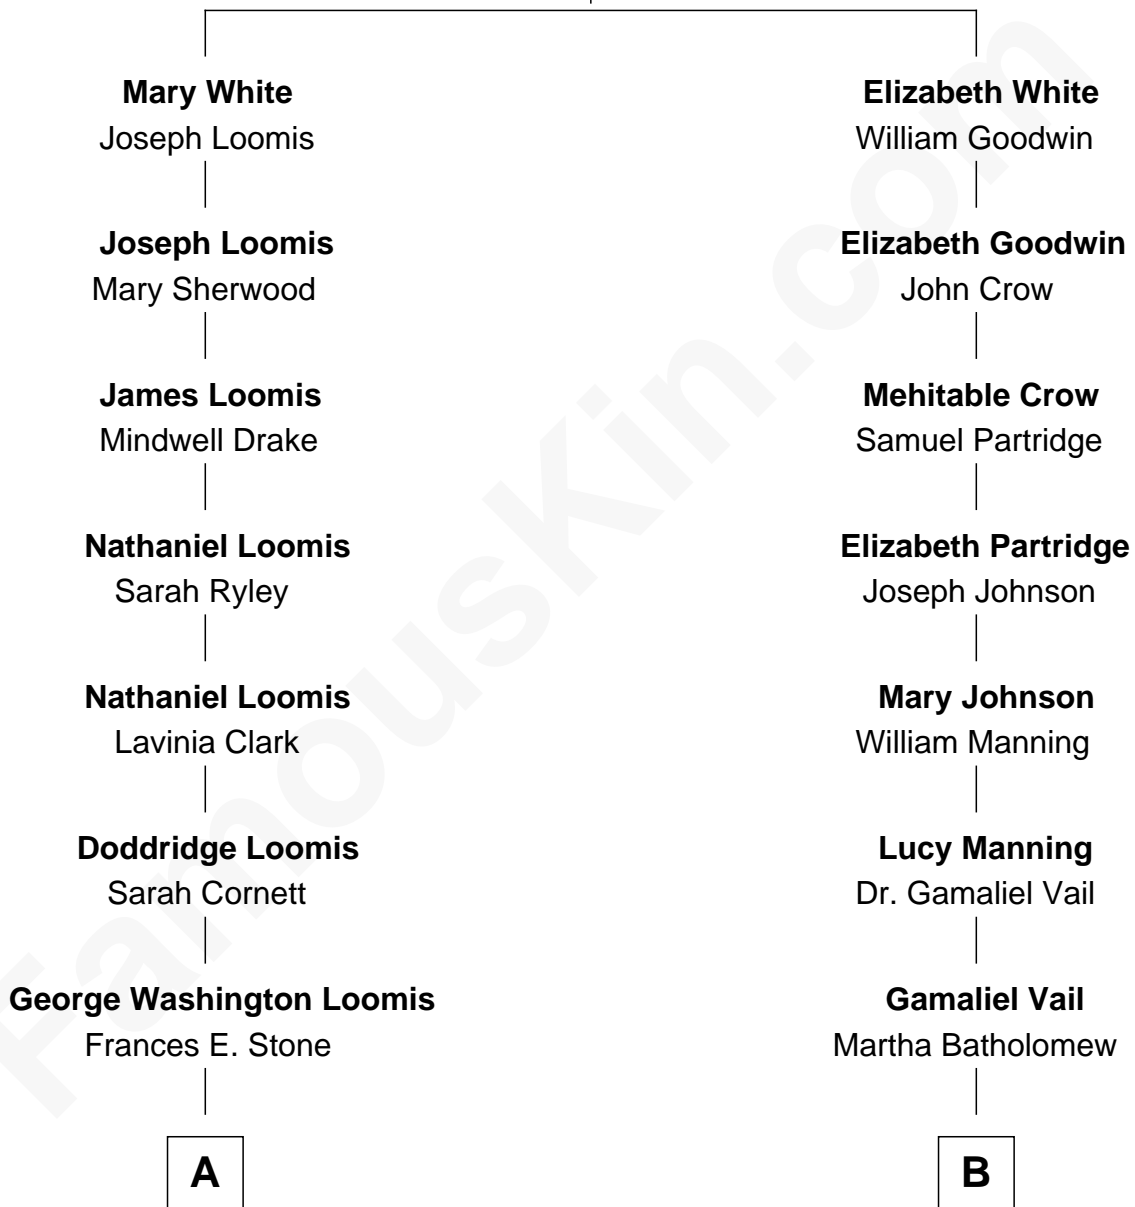 Mary White
Joseph Loomis
Joseph Loomis
Mary Sherwood
James Loomis
Mindwell Drake
Nathaniel Loomis
Sarah Ryley
Nathaniel Loomis
Lavinia Clark
Doddridge Loomis
Sarah Cornett
George Washington Loomis
Frances E. Stone
A
Elizabeth White
William Goodwin
Elizabeth Goodwin
John Crow
Mehitable Crow
Samuel Partridge
Elizabeth Partridge
Joseph Johnson
Mary Johnson
William Manning
Lucy Manning
Dr. Gamaliel Vail
Gamaliel Vail
Martha Batholomew
B
FamousKin.com